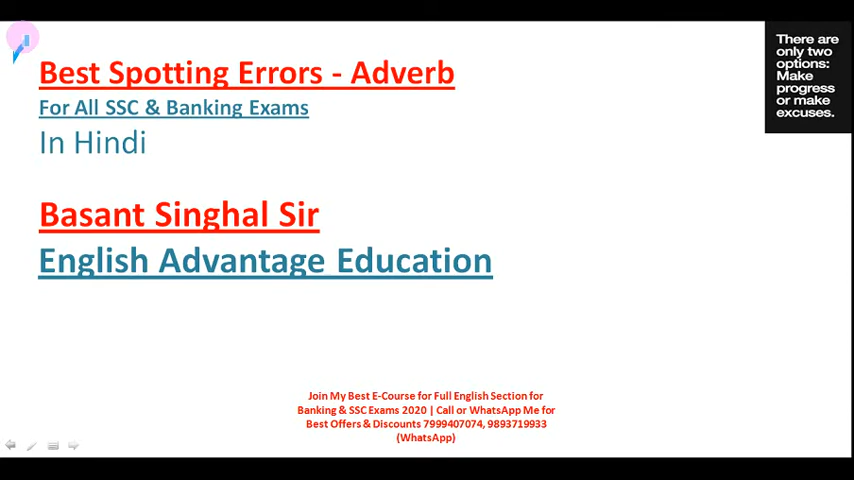 Best Spotting Errors - Adverb
For All SSC & Banking Exams
In Hindi
Basant Singhal Sir
English Advantage Education
There are
only two
options:
Make
progress
or make
excuses.
Join My Best E-Course for Full English Section for
Banking & SSC Exams 2020 | Call or WhatsApp Me for
Best Offers & Discounts 7999407074, 9893719933
(WhatsApp)